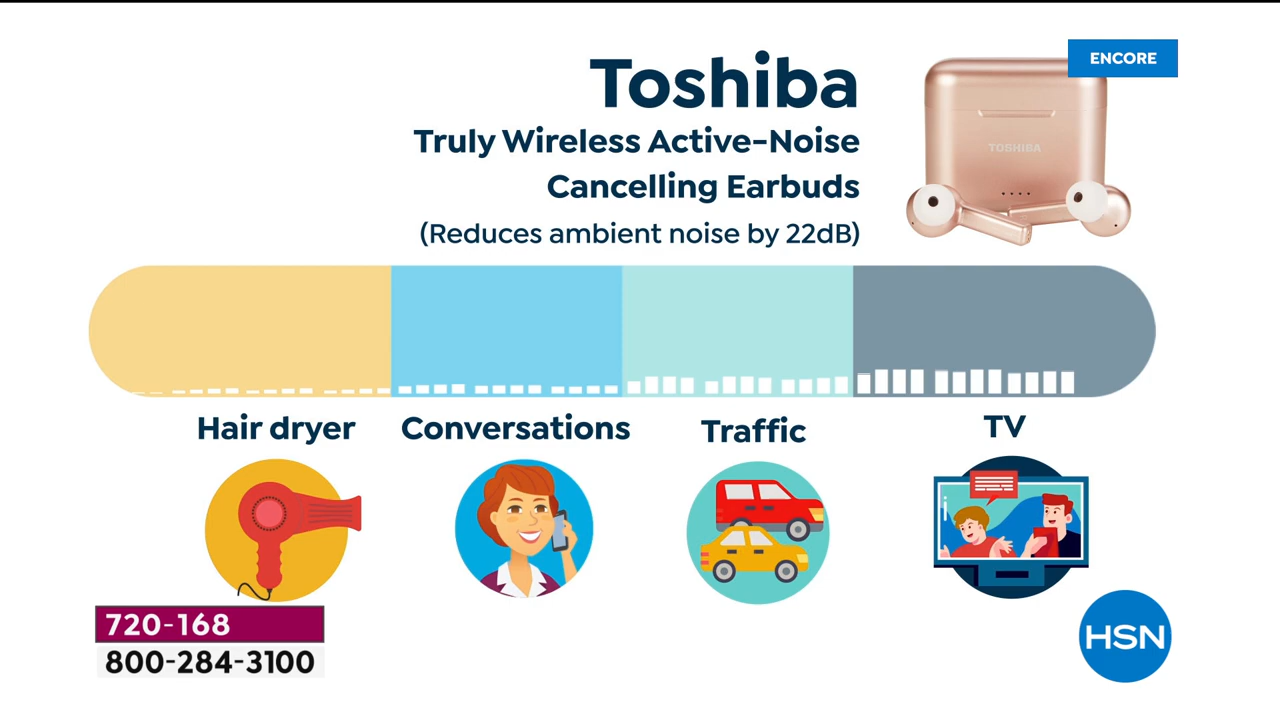 ENCORE
Toshiba
Truly Wireless Active-Noise
Cancelling Earbuds
(Reduces ambient noise by 22dB)
TOSHIBA
Hair dryer
Conversations
Traffic
TV
720-168
800-284-3100
HSN